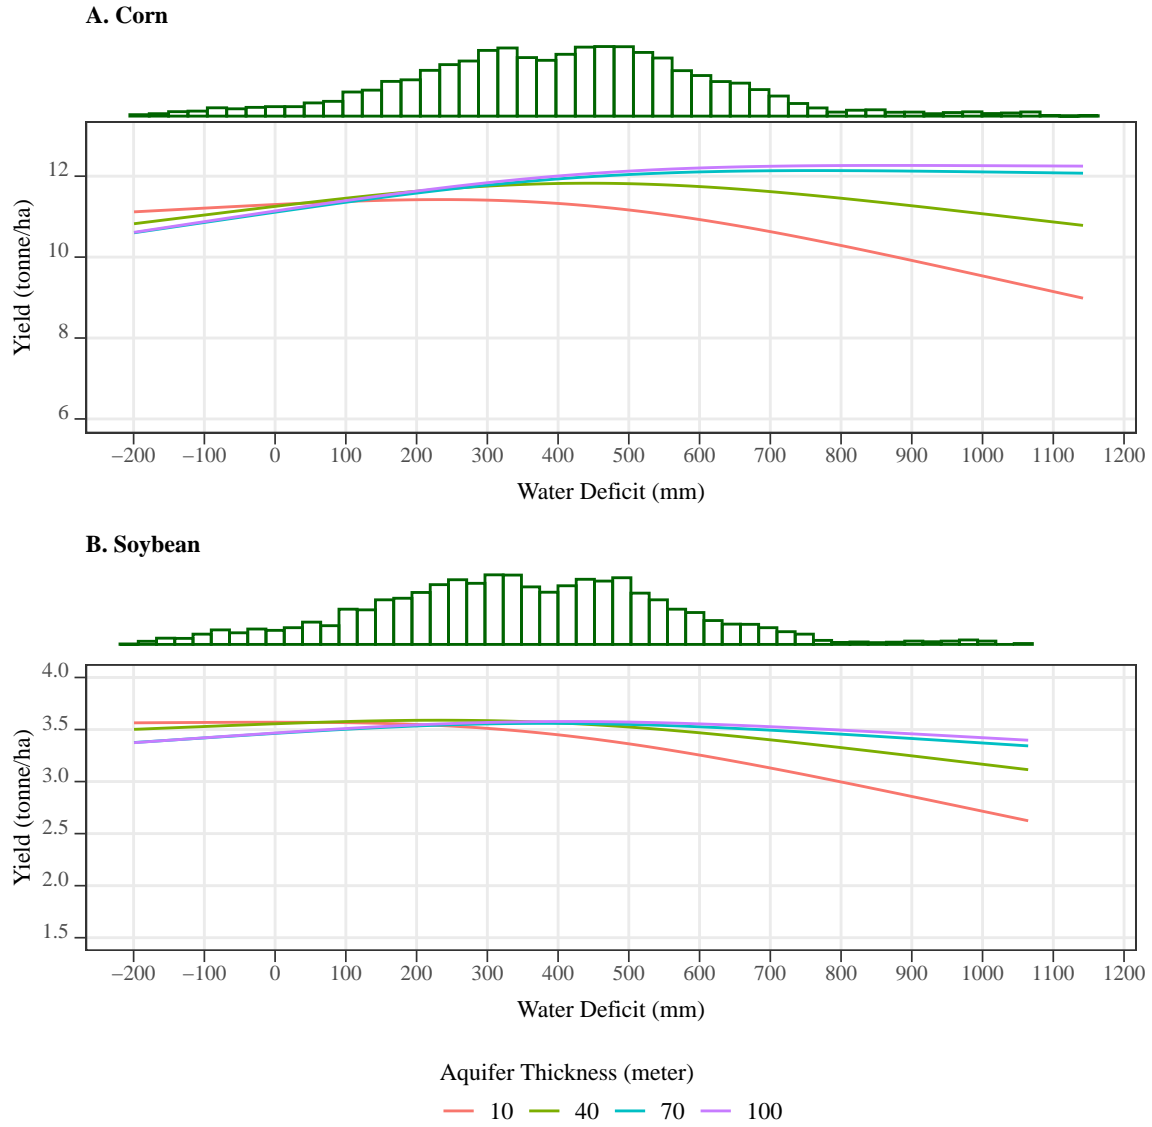 A. Corn
12
10
8
6
Yield (tonne/ha)
−200 −100 0 100 200 300 400 500 600 700 800 900 1000 1100 1200
Water Deficit (mm)
B. Soybean
4.0
3.5
3.0
2.5
2.0
1.5
Yield (tonne/ha)
−200 −100 0 100 200 300 400 500 600 700 800 900 1000 1100 1200
Water Deficit (mm)
Aquifer Thickness (meter)
10 40 70 100